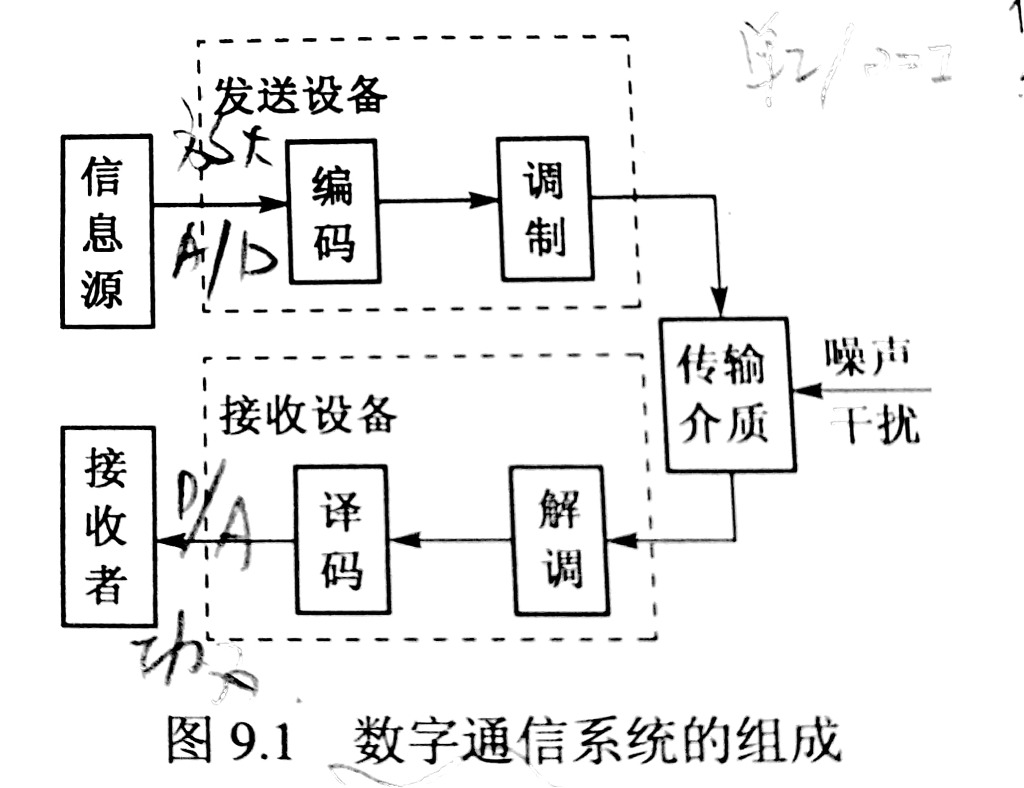 发送设备
信息源
放大
A/D
编码
调制
传输介质
噪声
干扰
接收设备
接收者
D/A
译码
解调
图 9.1 数字通信系统的组成